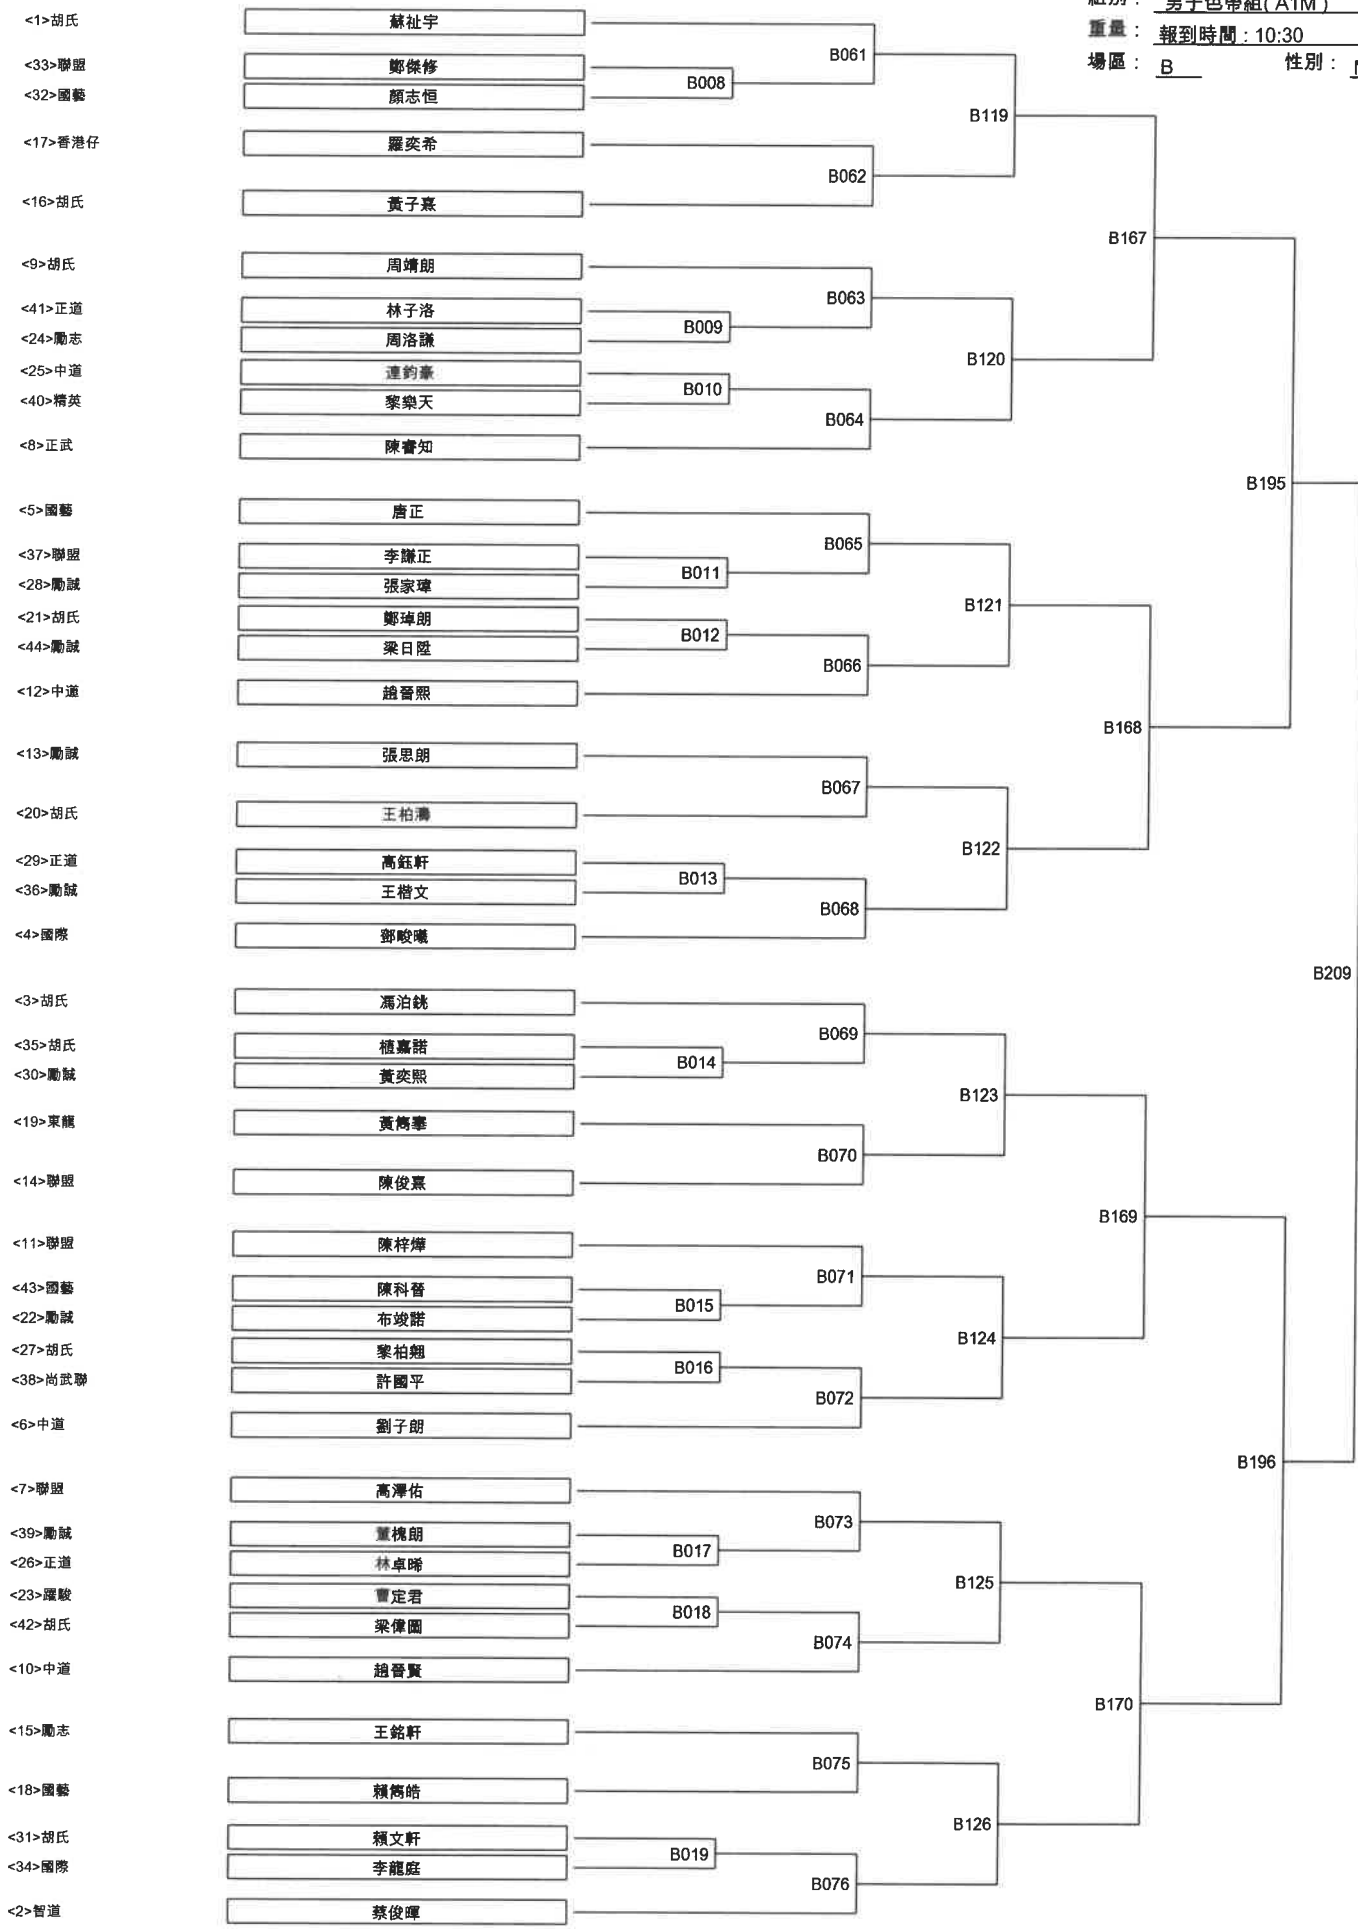 組別： 男子色帶組( A1M )
重量： 報到時間 : 10:30
場區： B 性別：
<1>胡氏 蘇祉宇
B061
<33>聯盟 鄭傑修
B008
<32>國藝 顏志恒
B119
<17>香港仔 羅奕希
B062
<16>胡氏 黃子熹
B167
<9>胡氏 周靖朗
B063
<41>正道 林子洛
B009
<24>勵志 周洛謙
B120
<25>中道 連鈞豪
B010
<40>精英 黎樂天
B064
<8>正武 陳睿知
B195
<5>國藝 唐正
B065
<37>聯盟 李謙正
B011
<28>勵誠 張家瑋
B121
<21>胡氏 鄭琸朗
B012
<44>勵誠 梁日陞
B066
<12>中道 趙晉熙
B168
<13>勵誠 張思朗
B067
<20>胡氏 王柏濤
B122
<29>正道 高鈺軒
B013
<36>勵誠 王楷文
B068
<4>國際 鄧畯曦
B209
<3>胡氏 馮泊銚
B069
<35>胡氏 植嘉諾
B014
<30>勵誠 黃奕熙
B123
<19>東龍 黃雋搴
B070
<14>聯盟 陳俊熹
B169
<11>聯盟 陳梓燁
B071
<43>國藝 陳科晉
B015
<22>勵誠 布竣諾
B124
<27>胡氏 黎柏翹
B016
<38>尚武聯 許國平
B072
<6>中道 劉子朗
B196
<7>聯盟 高澤佑
B073
<39>勵誠 董槐朗
B017
<26>正道 林卓晞
B125
<23>躍駿 曹定君
B018
<42>胡氏 梁偉圖
B074
<10>中道 趙晉賢
B170
<15>勵志 王銘軒
B075
<18>國藝 賴雋皓
B126
<31>胡氏 賴文軒
B019
<34>國際 李龍庭
B076
<2>智道 蔡俊暉